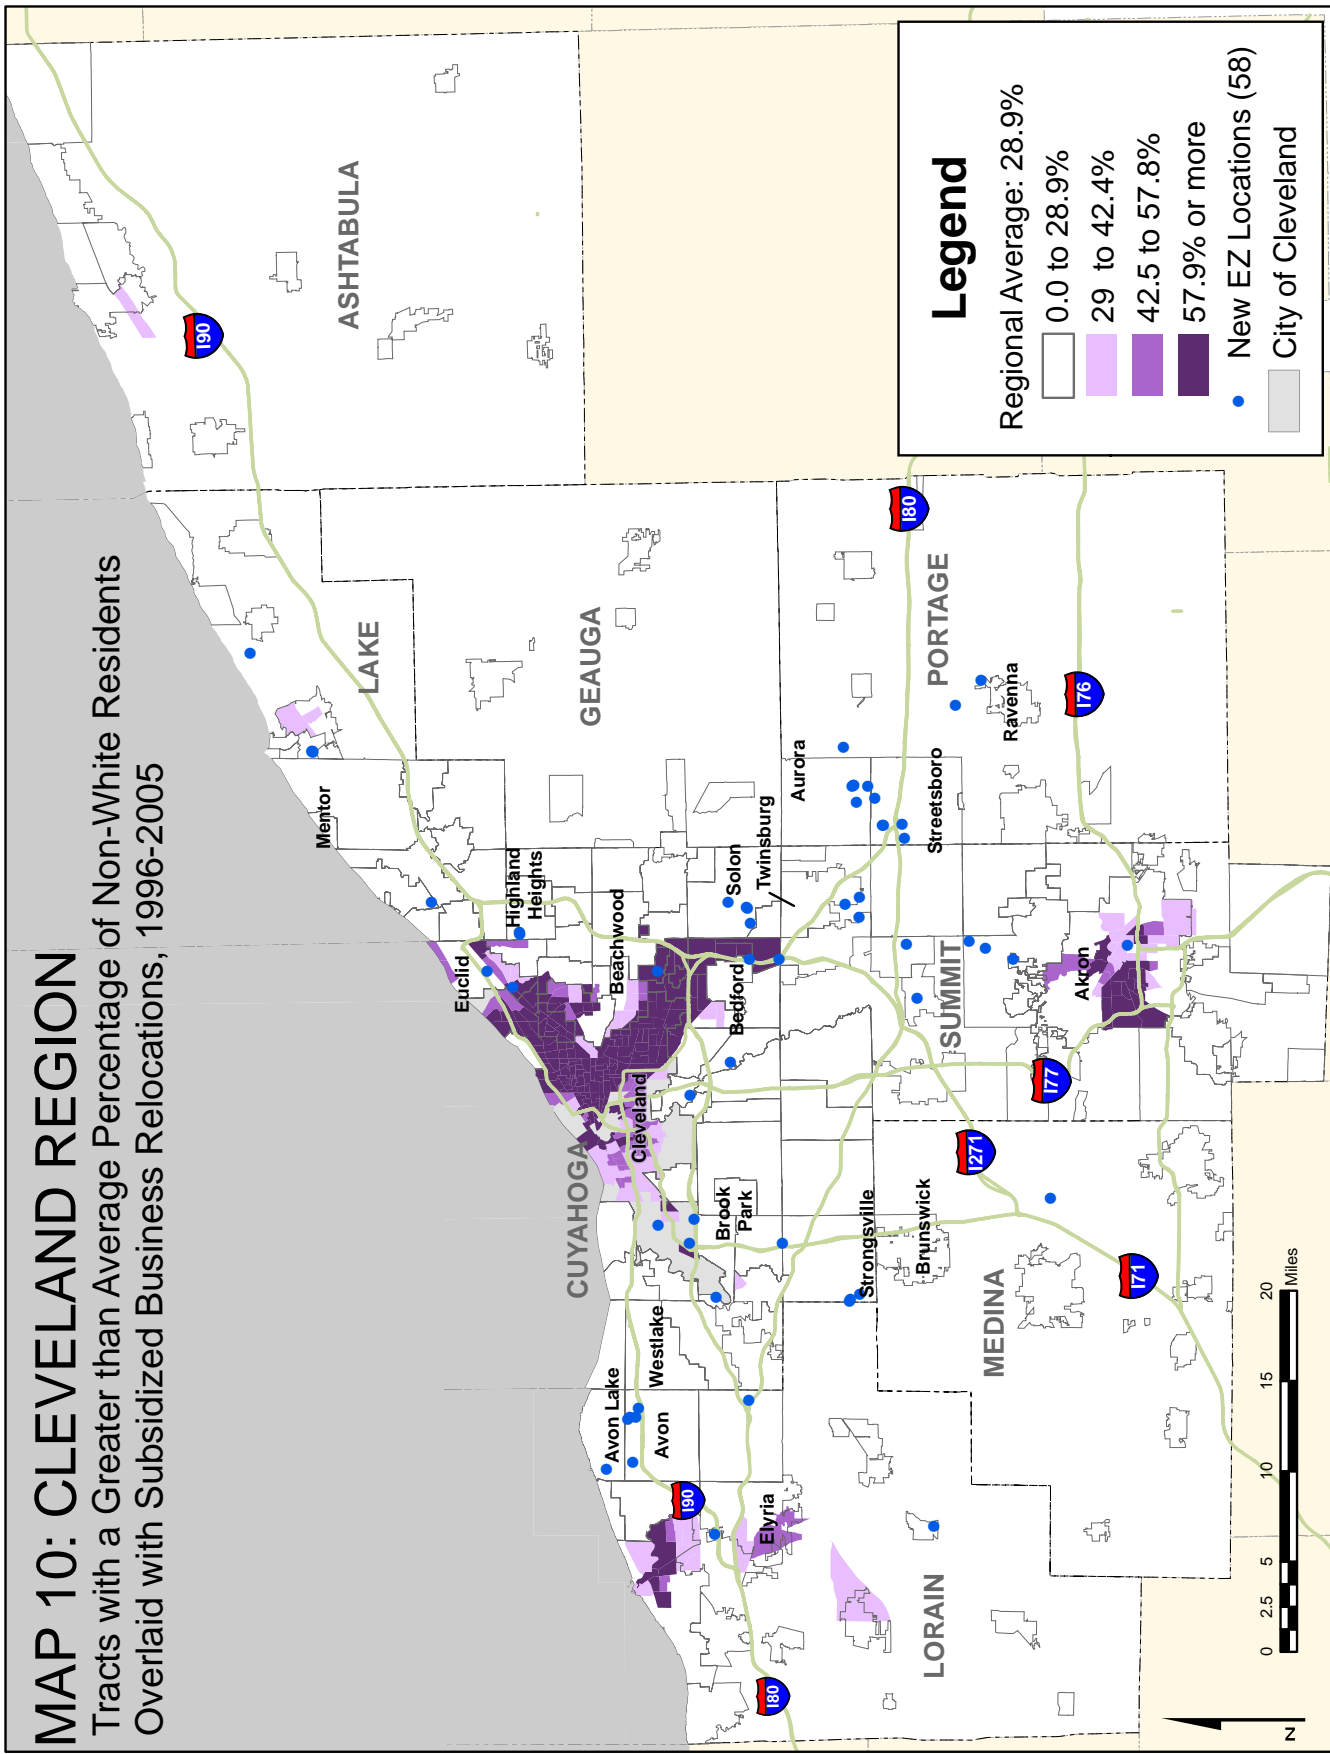 MAP 10: CLEVELAND REGION
Tracts with a Greater than Average Percentage of Non-White Residents
Overlaid with Subsidized Business Relocations, 1996-2005
ASHTABULA
I90
LAKE
Mentor
GEAUGA
Highland
Heights
Euclid
Beachwood
Solon
Twinsburg
Aurora
Bedford
CUYAHOGA
Cleveland
Brook
Park
Westlake
Avon Lake
Avon
I90
Elyria
I80
LORAIN
Strongsville
Brunswick
MEDINA
I71
I271
SUMMIT
I77
Akron
Streetsboro
PORTAGE
I80
Ravenna
I76
Legend
Regional Average: 28.9%
0.0 to 28.9%
29 to 42.4%
42.5 to 57.8%
57.9% or more
New EZ Locations (58)
City of Cleveland
0 2.5 5 10 15 20
Miles
N